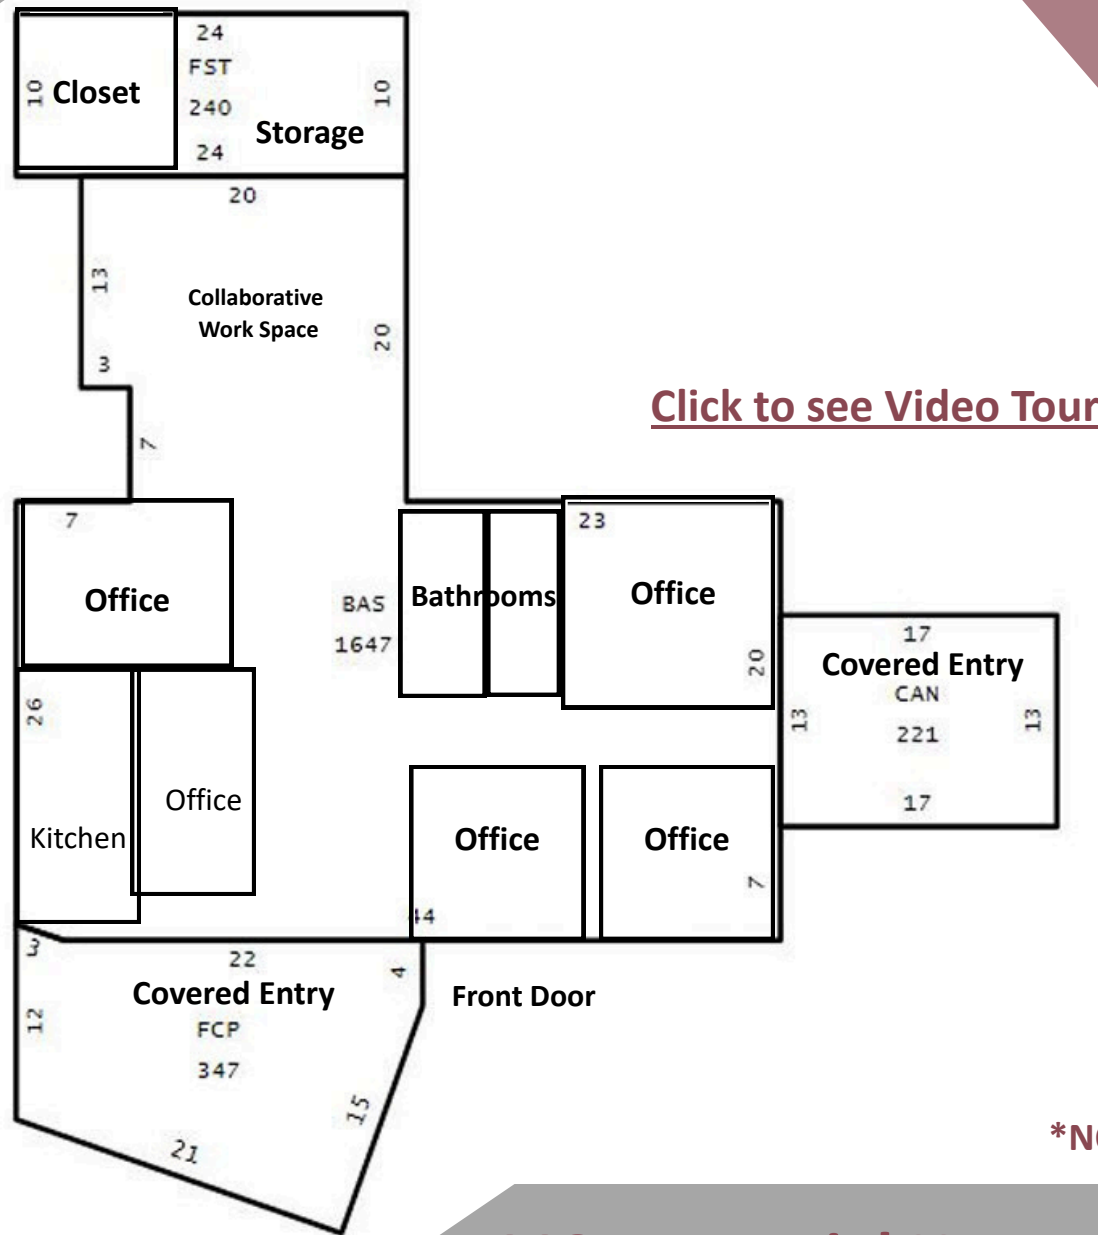 24
FST
10
Closet
10
240
Storage
24
20
13
Collaborative
Work Space
20
3
Click to see Video Tour
7
7
23
Office
BAS
Bathrooms
Office
1647
20
17
Covered Entry
26
CAN
13
13
221
Office
17
Kitchen
Office
Office
7
44
3
22
4
Covered Entry
Front Door
12
FCP
347
15
21